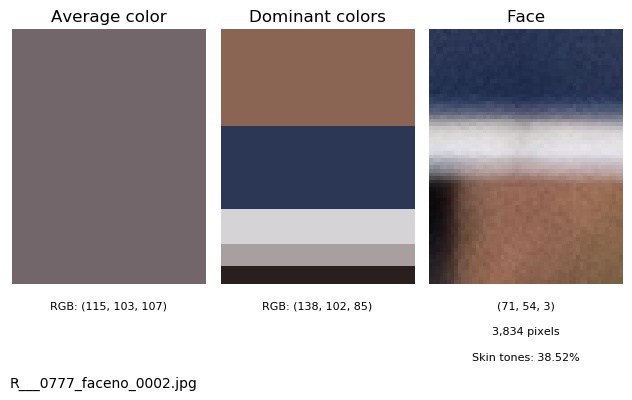 Average color
Dominant colors
Face
RGB: (115, 103, 107)
RGB: (138, 102, 85)
(71, 54, 3)
3,834 pixels
Skin tones: 38.52%
R___0777_faceno_0002.jpg